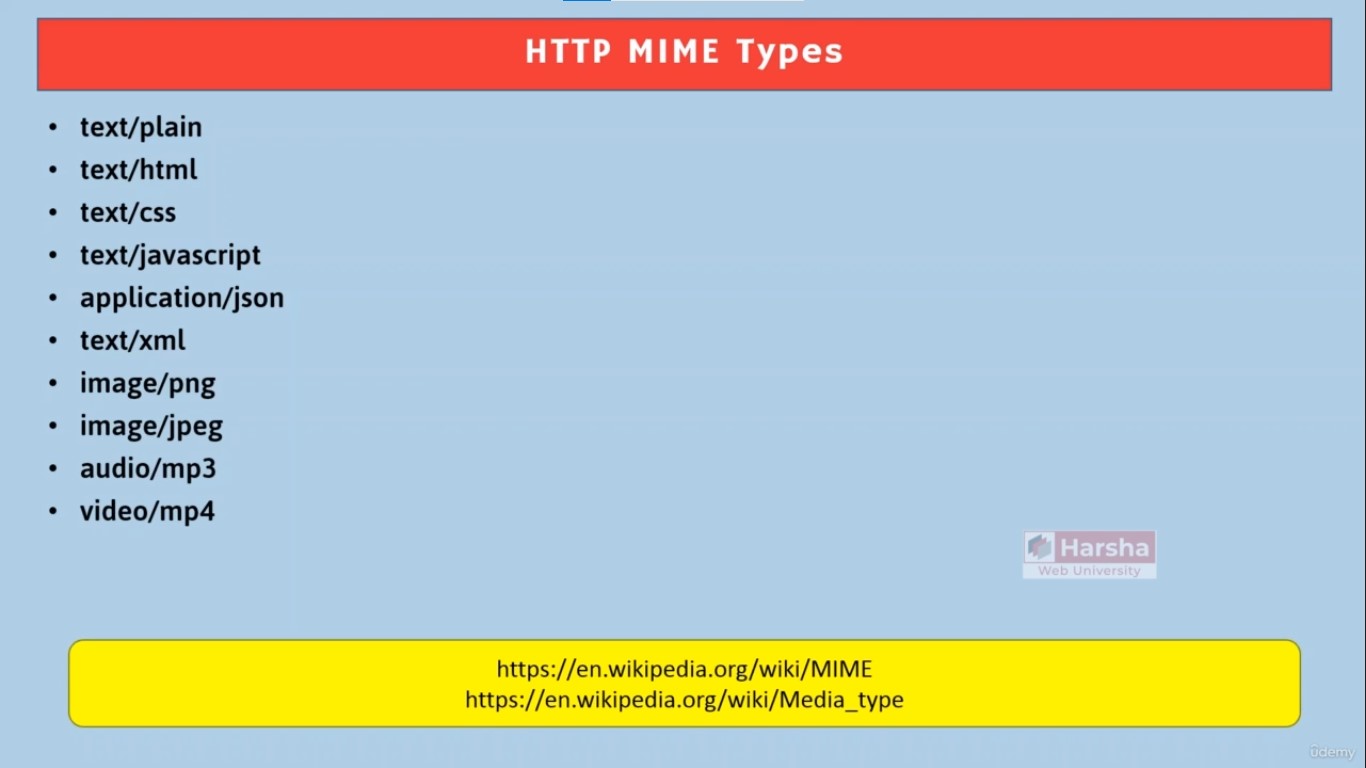 HTTP MIME Types
• text/plain
• text/html
• text/css
• text/javascript
• application/json
• text/xml
• image/png
• image/jpeg
• audio/mp3
• video/mp4
Harsha
Web University
https://en.wikipedia.org/wiki/MIME
https://en.wikipedia.org/wiki/Media_type
ûdemy